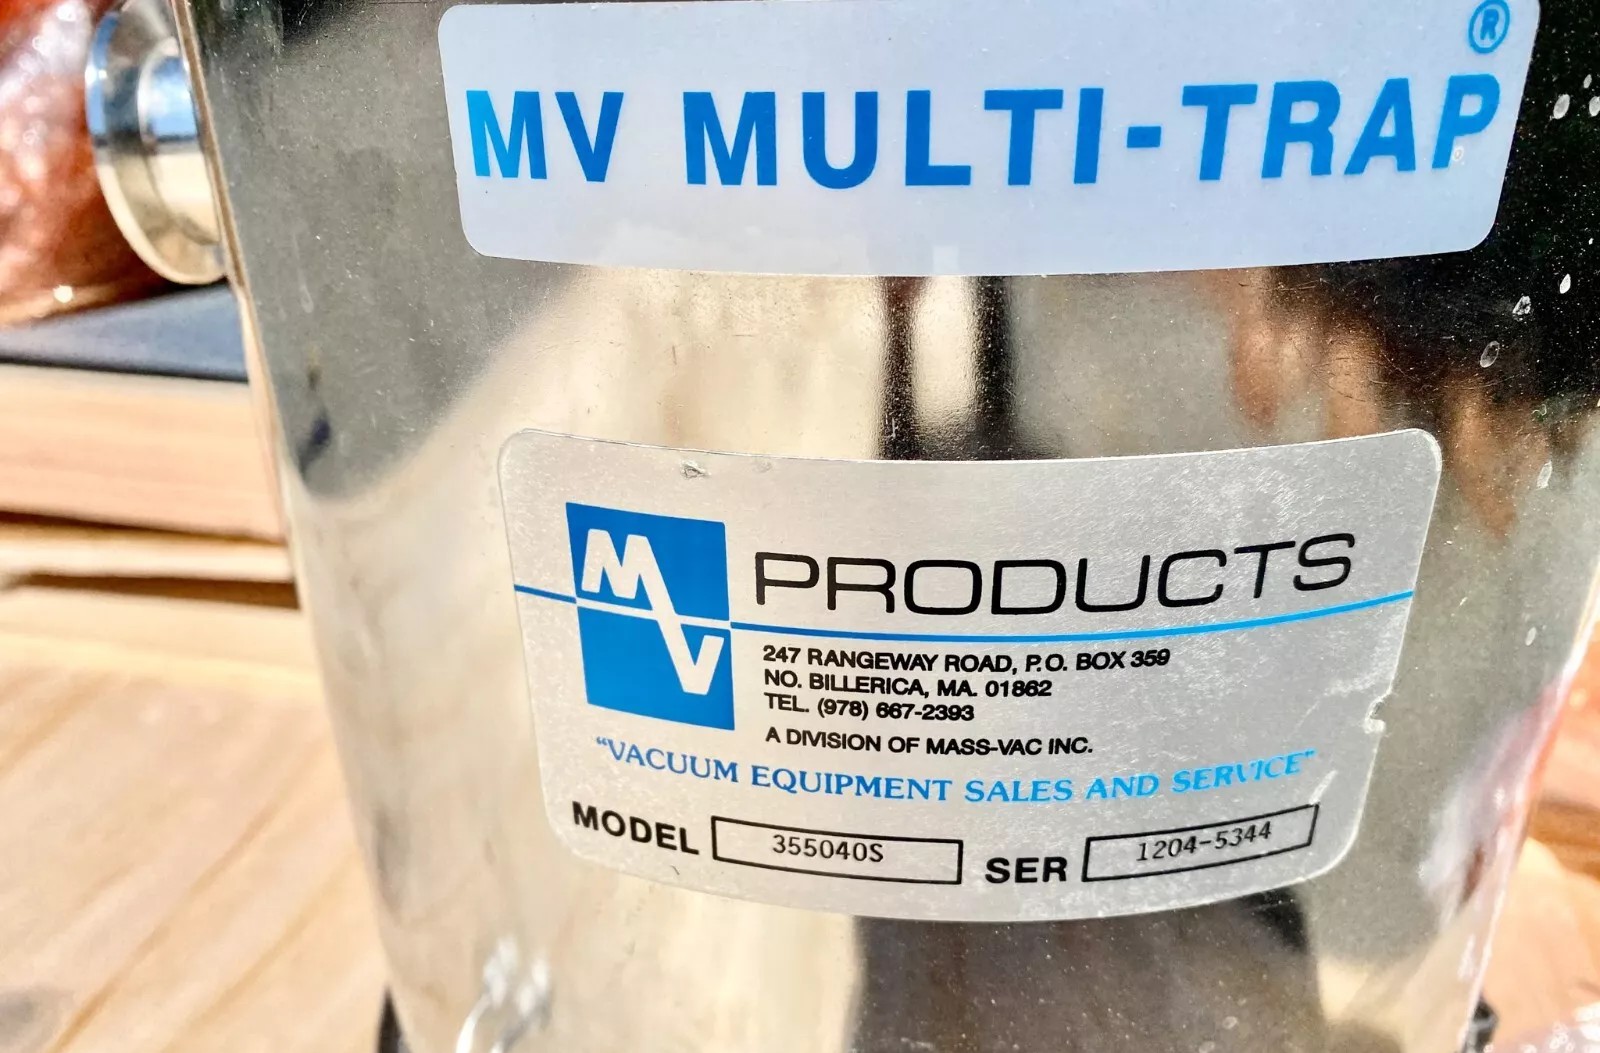 MV MULTI-TRAP®
MV PRODUCTS
247 RANGEWAY ROAD, P.O. BOX 359
NO. BILLERICA, MA. 01862
TEL. (978) 667-2393
A DIVISION OF MASS-VAC INC.
"VACUUM EQUIPMENT SALES AND SERVICE"
MODEL 355040S SER 1204-5344